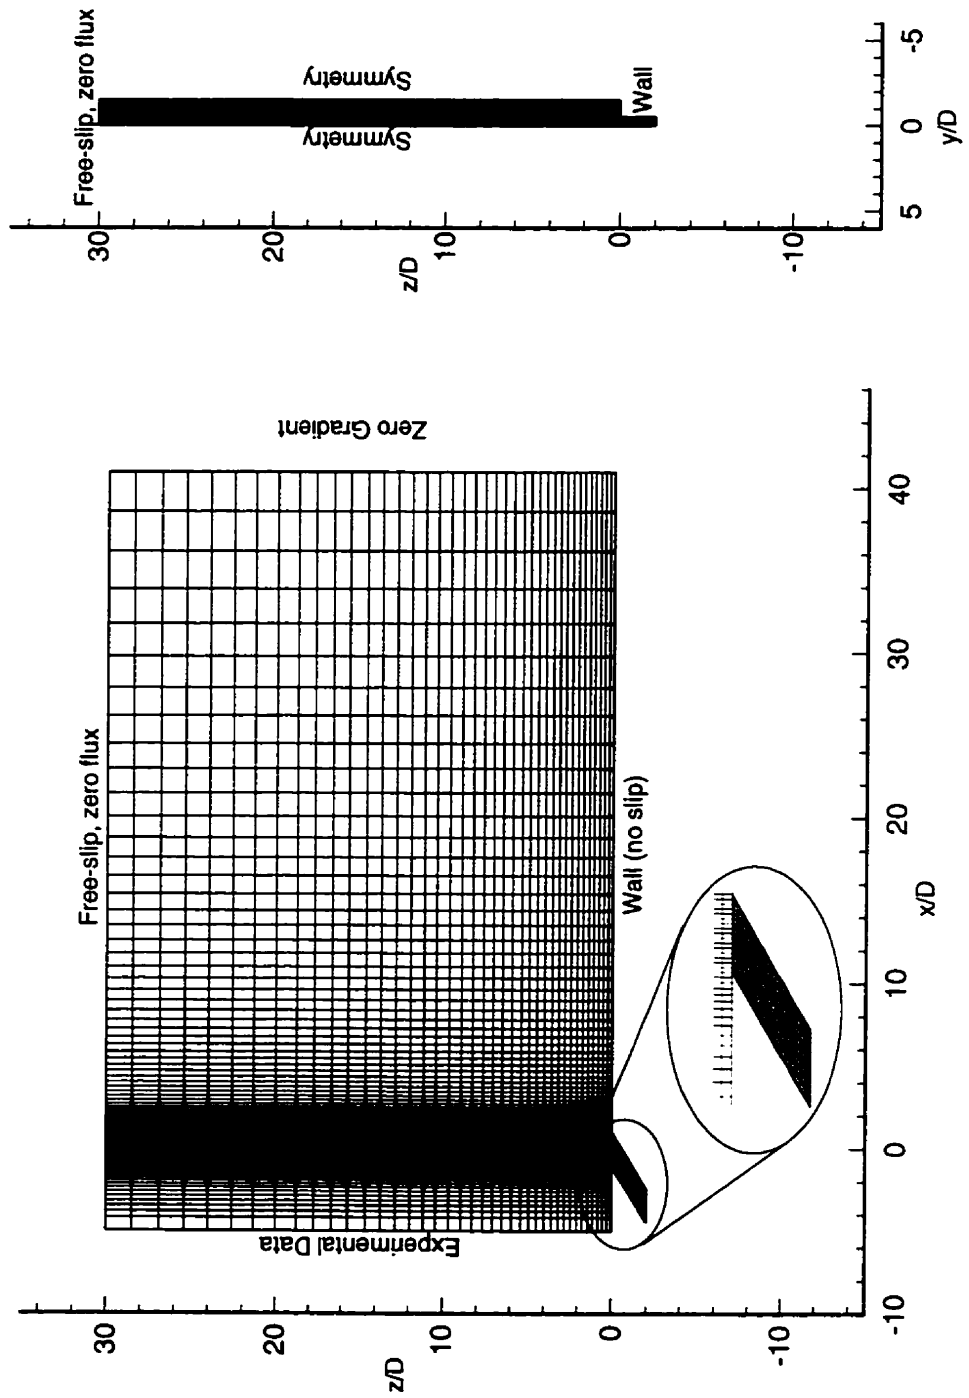 Free-slip, zero flux
Experimental Data
Zero Gradient
Wall (no slip)
z/D
30
20
10
0
-10
-10
0
10
20
30
40
x/D
Free-slip, zero flux
Symmetry
Symmetry
Wall
z/D
30
20
10
0
-10
5
0
-5
y/D